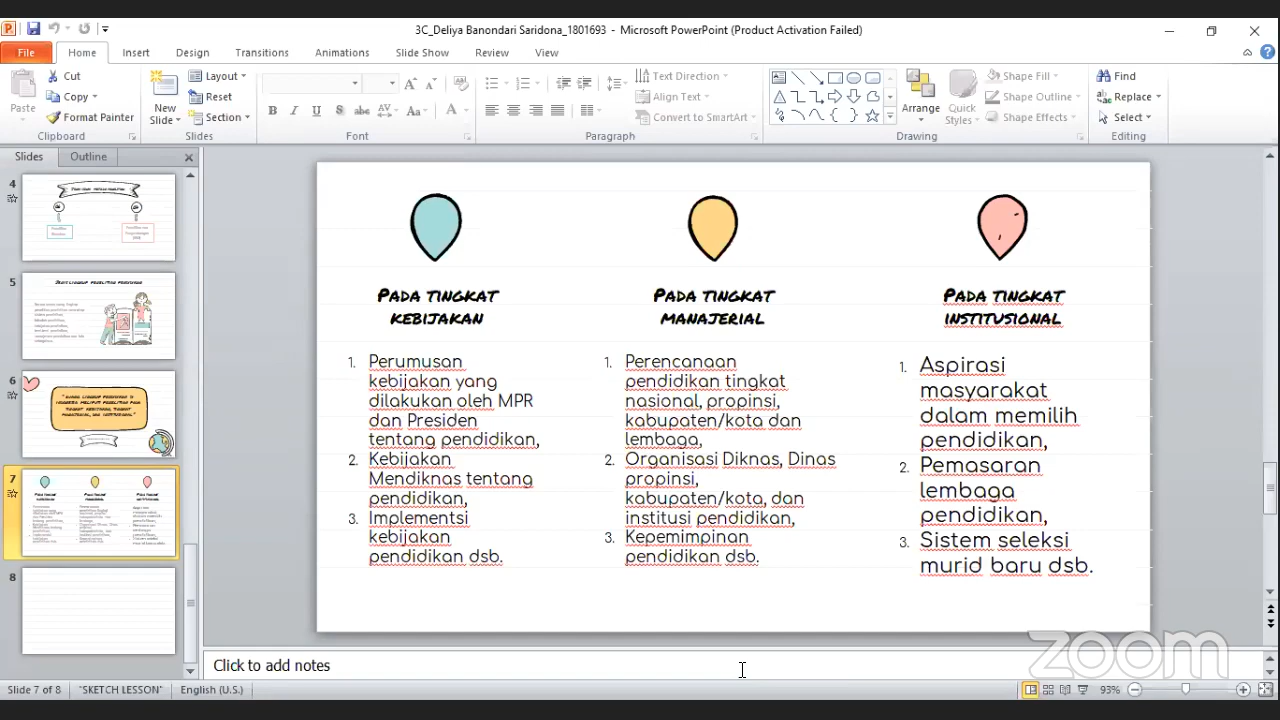 3C_Deliya Banondari Saridona_1801693 - Microsoft PowerPoint (Product Activation Failed)
File Home Insert Design Transitions Animations Slide Show Review View
Paste
Cut
Copy
Format Painter
Clipboard
New
Slide
Layout
Reset
Section
Slides
Font
Text Direction
Align Text
Convert to SmartArt
Paragraph
Arrange
Quick
Styles
Shape Fill
Shape Outline
Shape Effects
Drawing
Find
Replace
Select
Editing
Slides Outline
4
5
6
7
8
PADA TINGKAT
KEBIJAKAN
1. Perumusan
kebijakan yang
dilakukan oleh MPR
dan Presiden
tentang pendidikan,
2. Kebijakan
Mendiknas tentang
pendidikan,
3. Implementsi
kebijakan
pendidikan dsb.
PADA TINGKAT
MANAJERIAL
1. Perencanaan
pendidikan tingkat
nasional, propinsi,
kabupaten/kota dan
lembaga,
2. Organisasi Diknas, Dinas
propinsi,
kabupaten/kota, dan
institusi pendidikan,
3. Kepemimpinan
pendidikan dsb.
PADA TINGKAT
INSTITUSIONAL
1. Aspirasi
masyarakat
dalam memilih
pendidikan,
2. Pemasaran
lembaga
pendidikan,
3. Sistem seleksi
murid baru dsb.
Click to add notes
zoom
Slide 7 of 8 "SKETCH LESSON" English (U.S.) 93%